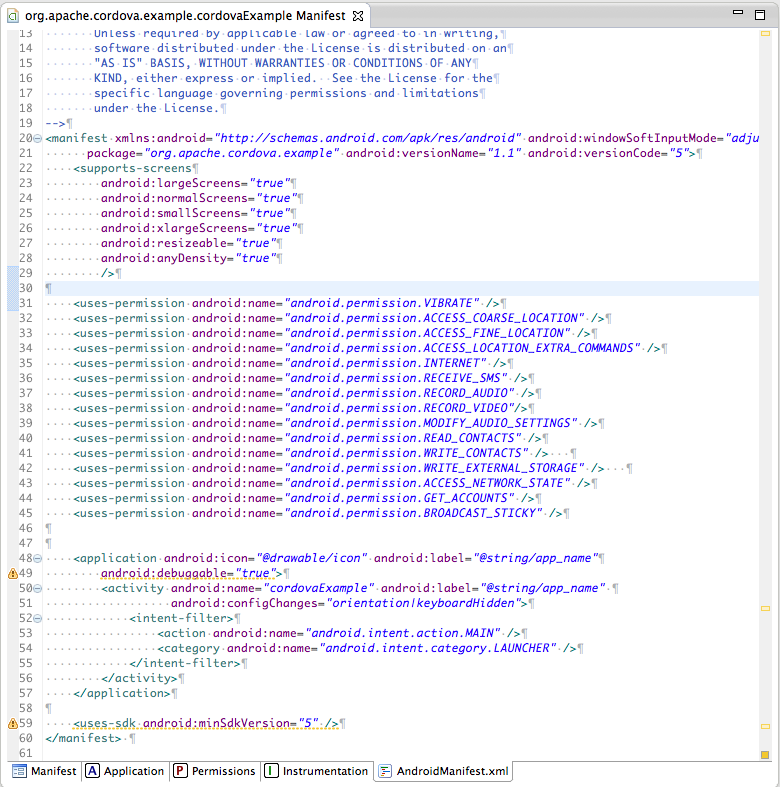 org.apache.cordova.example.cordovaExample Manifest
13 Unless required by applicable law or agreed to in writing,¶
14 software distributed under the License is distributed on an¶
15 "AS IS" BASIS, WITHOUT WARRANTIES OR CONDITIONS OF ANY¶
16 KIND, either express or implied. See the License for the¶
17 specific language governing permissions and limitations¶
18 under the License.¶
19 -->¶
20 <manifest xmlns:android="http://schemas.android.com/apk/res/android" android:windowSoftInputMode="adju
21 package="org.apache.cordova.example" android:versionName="1.1" android:versionCode="5">¶
22 <supports-screens¶
23 android:largeScreens="true"¶
24 android:normalScreens="true"¶
25 android:smallScreens="true"¶
26 android:xlargeScreens="true"¶
27 android:resizeable="true"¶
28 android:anyDensity="true"¶
29 />¶
30 ¶
31 <uses-permission android:name="android.permission.VIBRATE" />¶
32 <uses-permission android:name="android.permission.ACCESS_COARSE_LOCATION" />¶
33 <uses-permission android:name="android.permission.ACCESS_FINE_LOCATION" />¶
34 <uses-permission android:name="android.permission.ACCESS_LOCATION_EXTRA_COMMANDS" />¶
35 <uses-permission android:name="android.permission.INTERNET" />¶
36 <uses-permission android:name="android.permission.RECEIVE_SMS" />¶
37 <uses-permission android:name="android.permission.RECORD_AUDIO" />¶
38 <uses-permission android:name="android.permission.RECORD_VIDEO"/>¶
39 <uses-permission android:name="android.permission.MODIFY_AUDIO_SETTINGS" />¶
40 <uses-permission android:name="android.permission.READ_CONTACTS" />¶
41 <uses-permission android:name="android.permission.WRITE_CONTACTS" /> ¶
42 <uses-permission android:name="android.permission.WRITE_EXTERNAL_STORAGE" /> ¶
43 <uses-permission android:name="android.permission.ACCESS_NETWORK_STATE" />¶
44 <uses-permission android:name="android.permission.GET_ACCOUNTS" />¶
45 <uses-permission android:name="android.permission.BROADCAST_STICKY" />¶
46 ¶
47 ¶
48 <application android:icon="@drawable/icon" android:label="@string/app_name"¶
49 android:debuggable="true">¶
50 <activity android:name="cordovaExample" android:label="@string/app_name" ¶
51 android:configChanges="orientation|keyboardHidden">¶
52 <intent-filter>¶
53 <action android:name="android.intent.action.MAIN" />¶
54 <category android:name="android.intent.category.LAUNCHER" />¶
55 </intent-filter>¶
56 </activity>¶
57 </application>¶
58 ¶
59 <uses-sdk android:minSdkVersion="5" />¶
60 </manifest> ¶
61
Manifest A Application P Permissions I Instrumentation AndroidManifest.xml